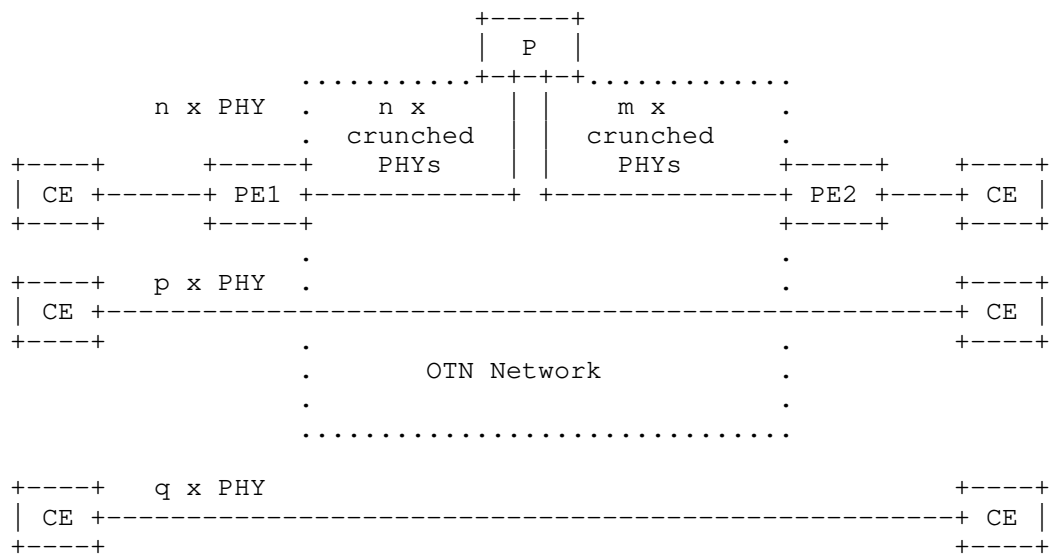 P
n x PHY n x m x
crunched crunched
PHYs PHYs
CE PE1 PE2 CE
p x PHY
CE CE
OTN Network
q x PHY
CE CE